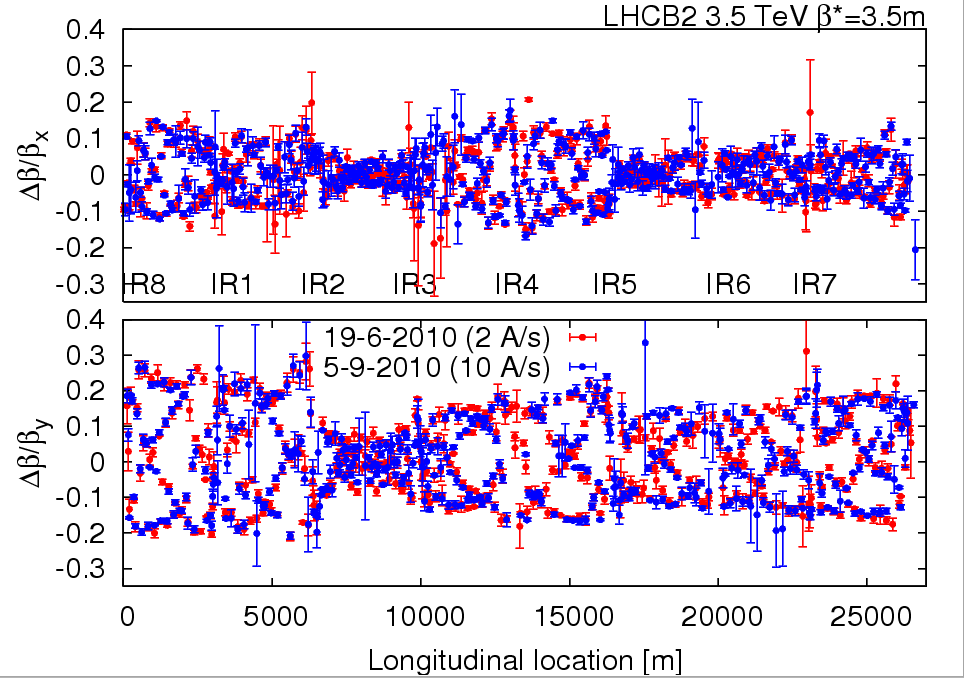 LHCB2 3.5 TeV β*=3.5m
0.4
0.3
0.2
0.1
0
-0.1
-0.2
-0.3
Δβ/βx
IR8 IR1 IR2 IR3 IR4 IR5 IR6 IR7
0.4
0.3
0.2
0.1
0
-0.1
-0.2
-0.3
Δβ/βy
19-6-2010 (2 A/s)
5-9-2010 (10 A/s)
0 5000 10000 15000 20000 25000
Longitudinal location [m]